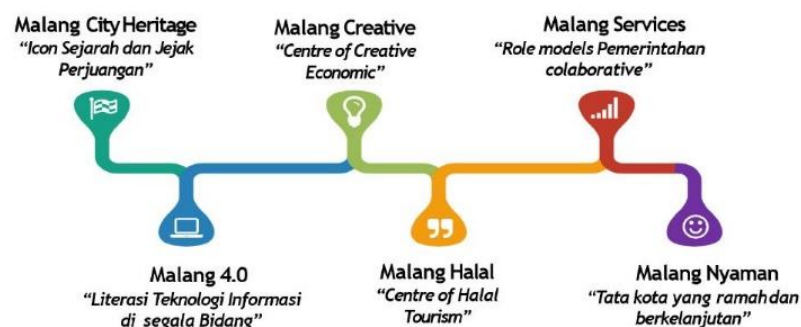 Malang City Heritage
"Icon Sejarah dan Jejak
Perjuangan"
Malang Creative
"Centre of Creative
Economic"
Malang Services
"Role models Pemerintahan
colaborative"
Malang 4.0
"Literasi Teknologi Informasi
di segala Bidang"
Malang Halal
"Centre of Halal
Tourism"
Malang Nyaman
"Tata kota yang ramah dan
berkelanjutan"